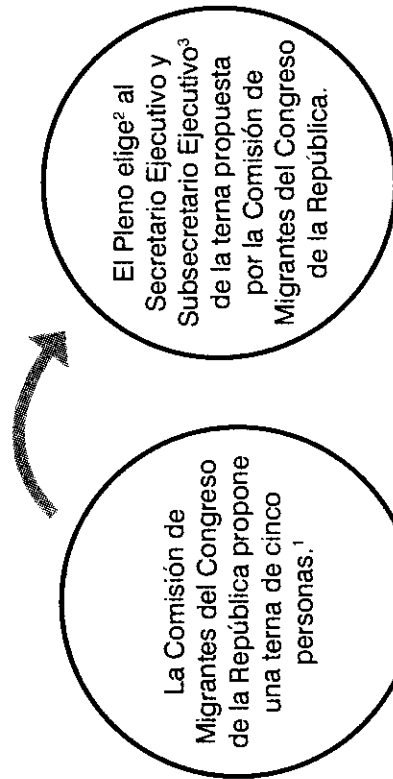 La Comisión de
Migrantes del Congreso
de la República propone
una terna de cinco
personas.¹
El Pleno elige² al
Secretario Ejecutivo y
Subsecretario Ejecutivo³
de la terna propuesta
por la Comisión de
Migrantes del Congreso
de la República.